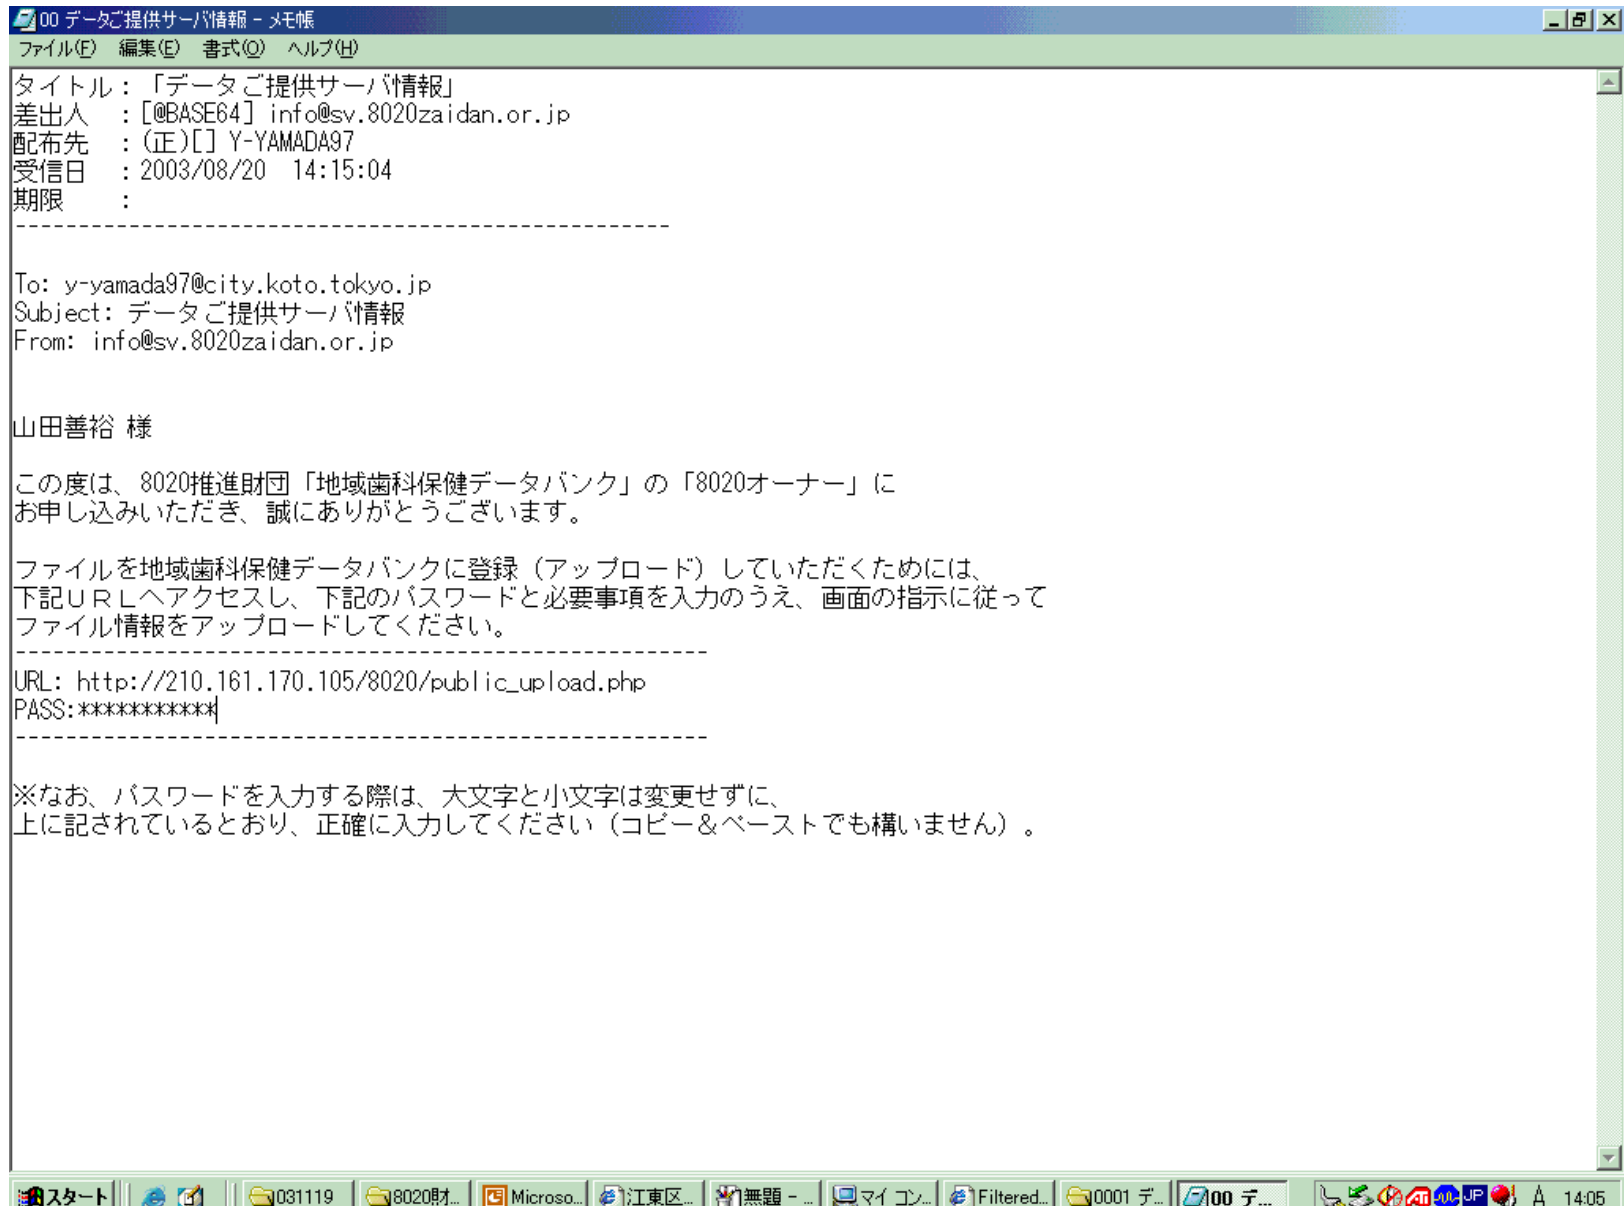 00 データご提供サーバ情報 - メモ帳
ファイル(F) 編集(E) 書式(O) ヘルプ(H)
タイトル：「データご提供サーバ情報」
差出人　：[@BASE64] info@sv.8020zaidan.or.jp
配布先　：(正)[] Y-YAMADA97
受信日　：2003/08/20　14:15:04
期限　　：
----------------------------------------------------
To: y-yamada97@city.koto.tokyo.jp
Subject: データご提供サーバ情報
From: info@sv.8020zaidan.or.jp
山田善裕 様
この度は、8020推進財団「地域歯科保健データバンク」の「8020オーナー」に
お申し込みいただき、誠にありがとうございます。
ファイルを地域歯科保健データバンクに登録（アップロード）していただくためには、
下記ＵＲＬへアクセスし、下記のパスワードと必要事項を入力のうえ、画面の指示に従って
ファイル情報をアップロードしてください。
-------------------------------------------------------
URL: http://210.161.170.105/8020/public_upload.php
PASS:***********
-------------------------------------------------------
※なお、パスワードを入力する際は、大文字と小文字は変更せずに、
上に記されているとおり、正確に入力してください（コピー＆ペーストでも構いません）。
スタート 031119 8020財... Microso... 江東区... 無題 - ... マイ コン... Filtered... 0001 デ... 00 デ... JP A 14:05